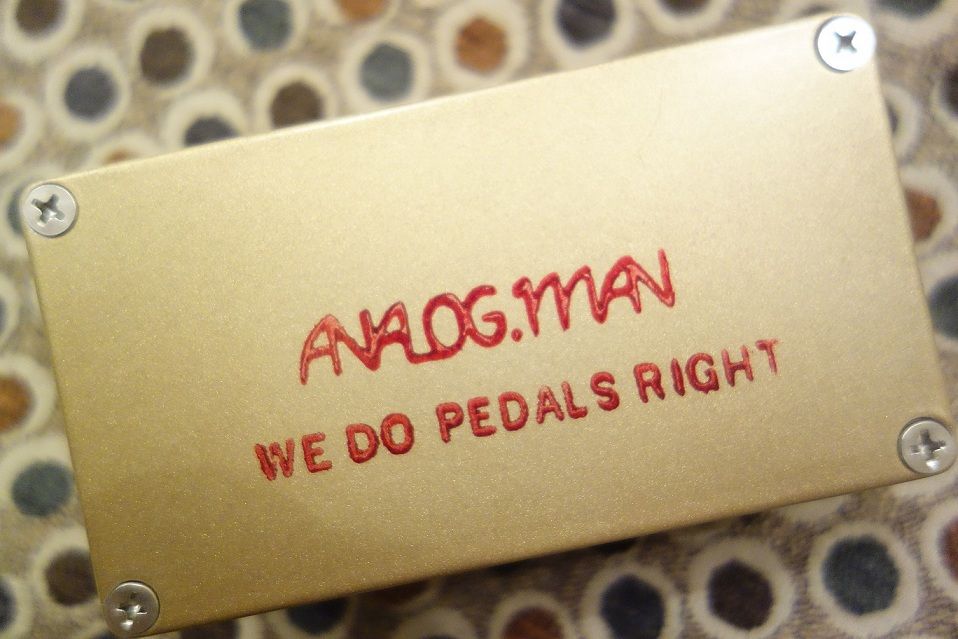 ANALOG.MAN
WE DO PEDALS RIGHT